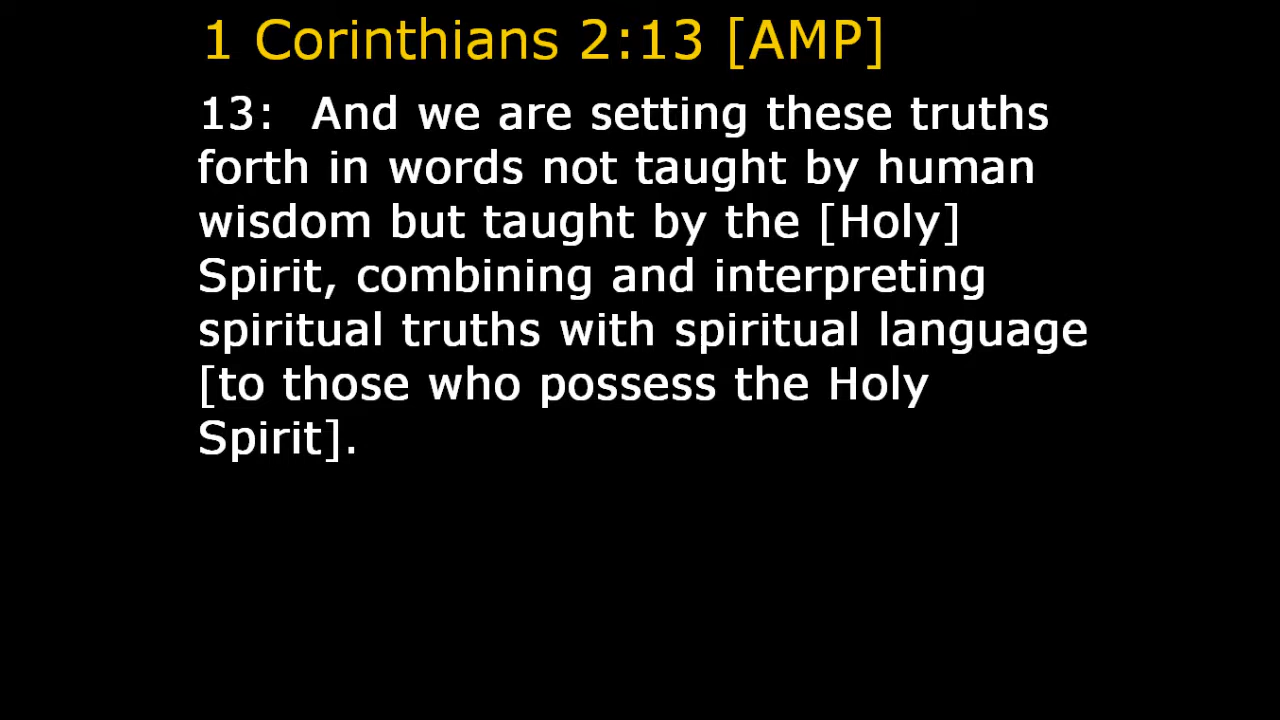 1 Corinthians 2:13 [AMP]
13:  And we are setting these truths
forth in words not taught by human
wisdom but taught by the [Holy]
Spirit, combining and interpreting
spiritual truths with spiritual language
[to those who possess the Holy
Spirit].